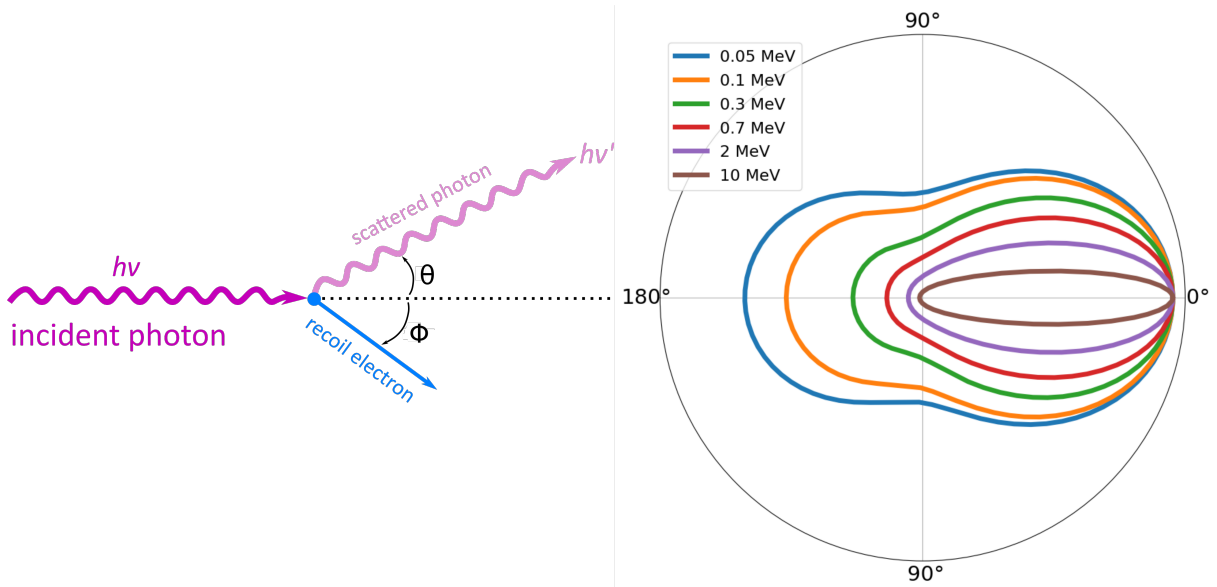 hν
incident photon
scattered photon
hν'
θ
Φ
recoil electron
90°
0.05 MeV
0.1 MeV
0.3 MeV
0.7 MeV
2 MeV
10 MeV
180°
0°
90°